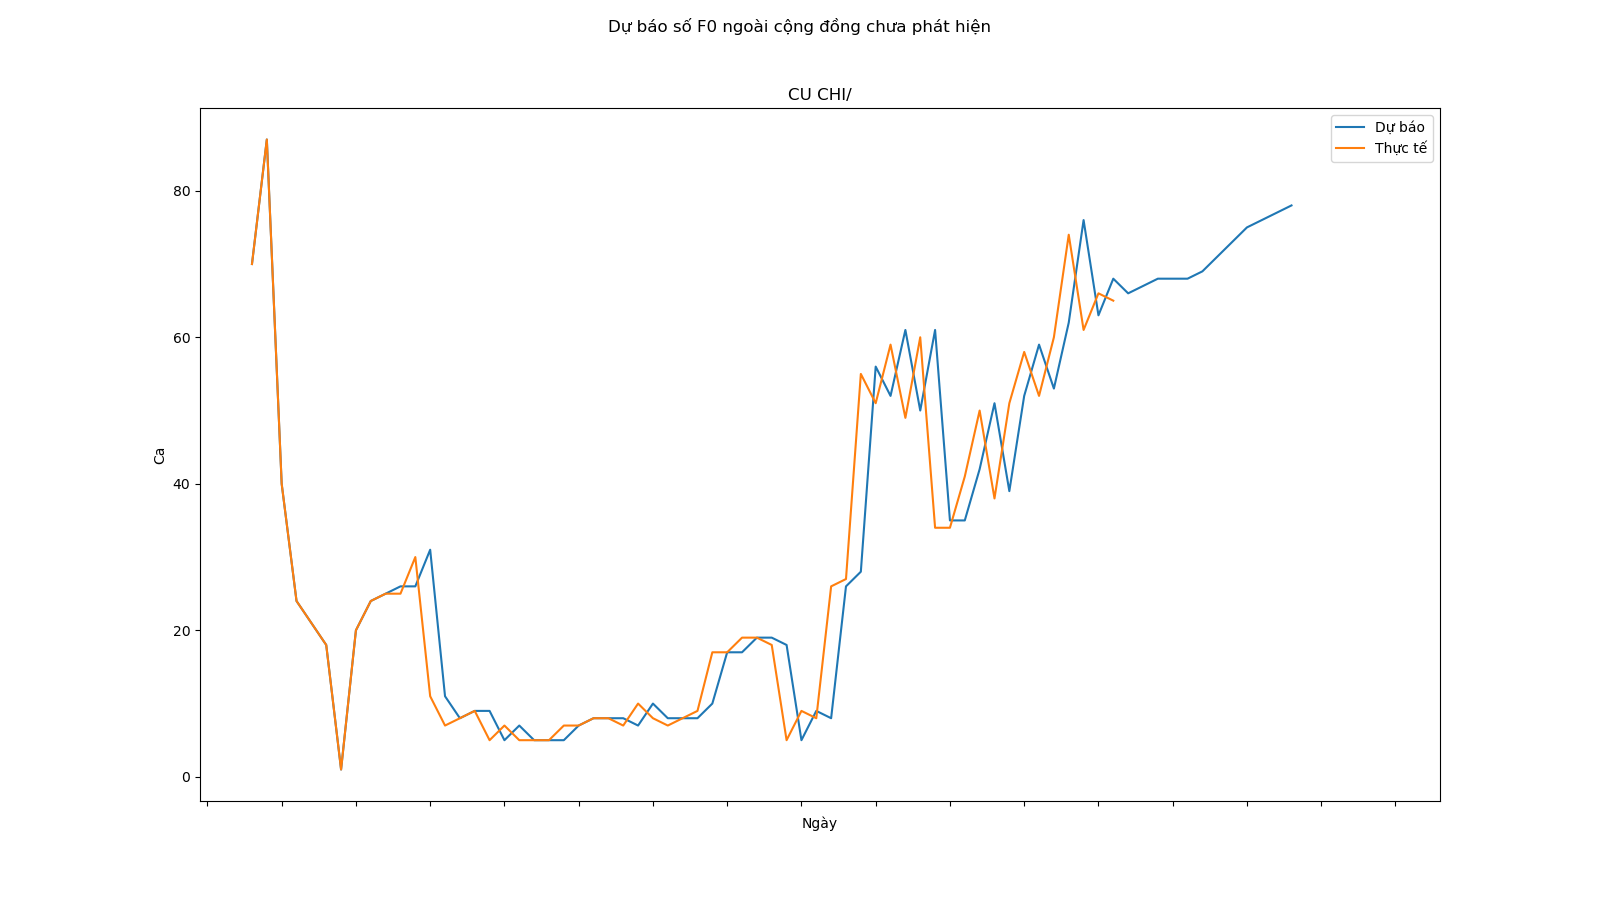 Dự báo số F0 ngoài cộng đồng chưa phát hiện
CU CHI/
Dự báo
Thực tế
80
60
40
20
0
Ca
Ngày